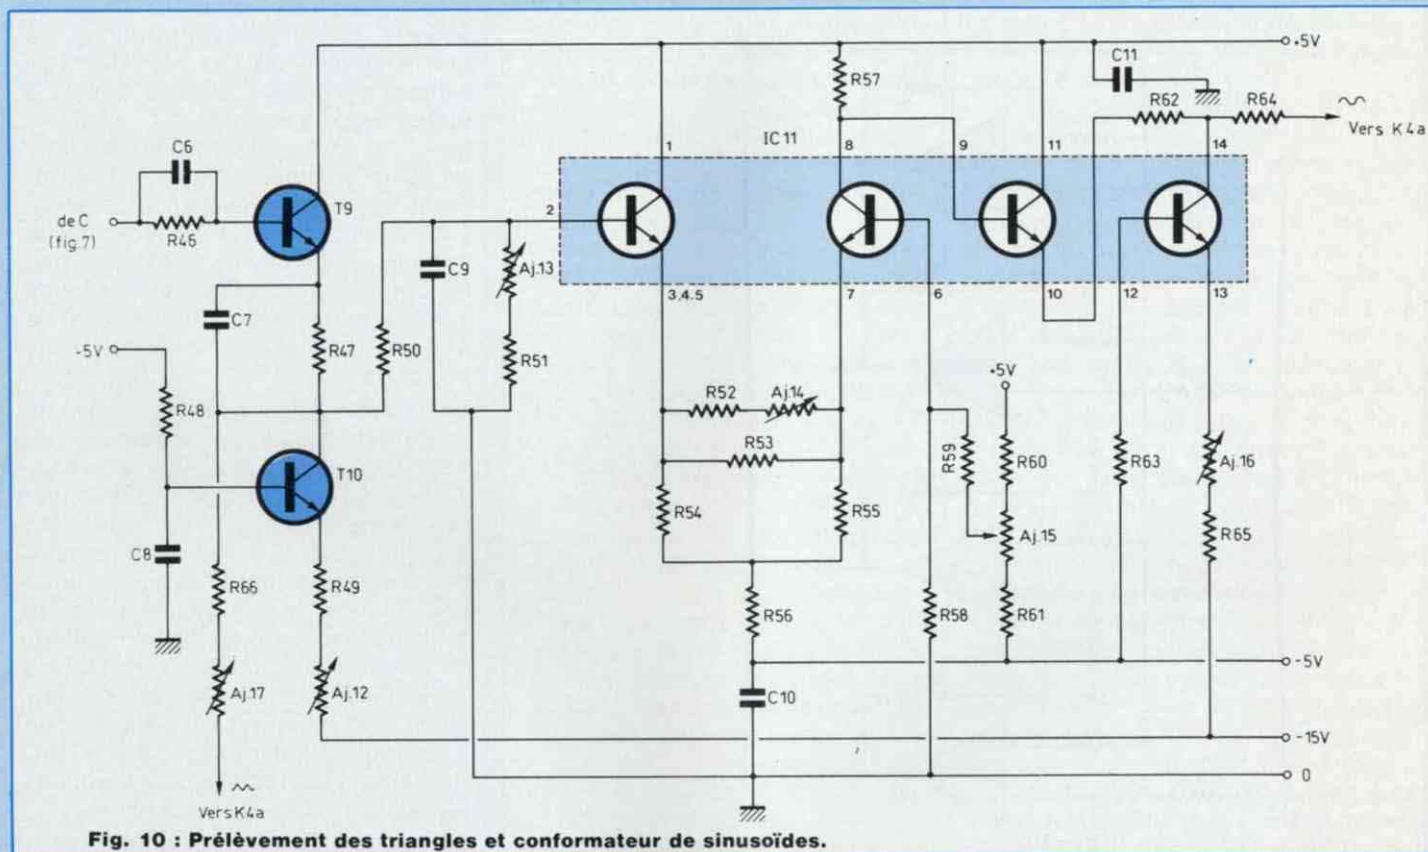 +5V
C11
R57
R62
R64
Vers K4a
IC11
C6
1
8
9
11
14
T9
de C
(fig.7)
R46
2
C9
Aj.13
3,4,5
7
6
10
12
13
C7
-5V
R47
R50
R51
+5V
R48
R52
Aj.14
R53
R59
R60
R63
Aj.16
T10
R54
R55
Aj.15
R65
C8
R66
R49
R56
R58
R61
-5V
Aj.17
Aj.12
C10
-15V
0
Vers K4a
Fig. 10 : Prélèvement des triangles et conformateur de sinusoïdes.